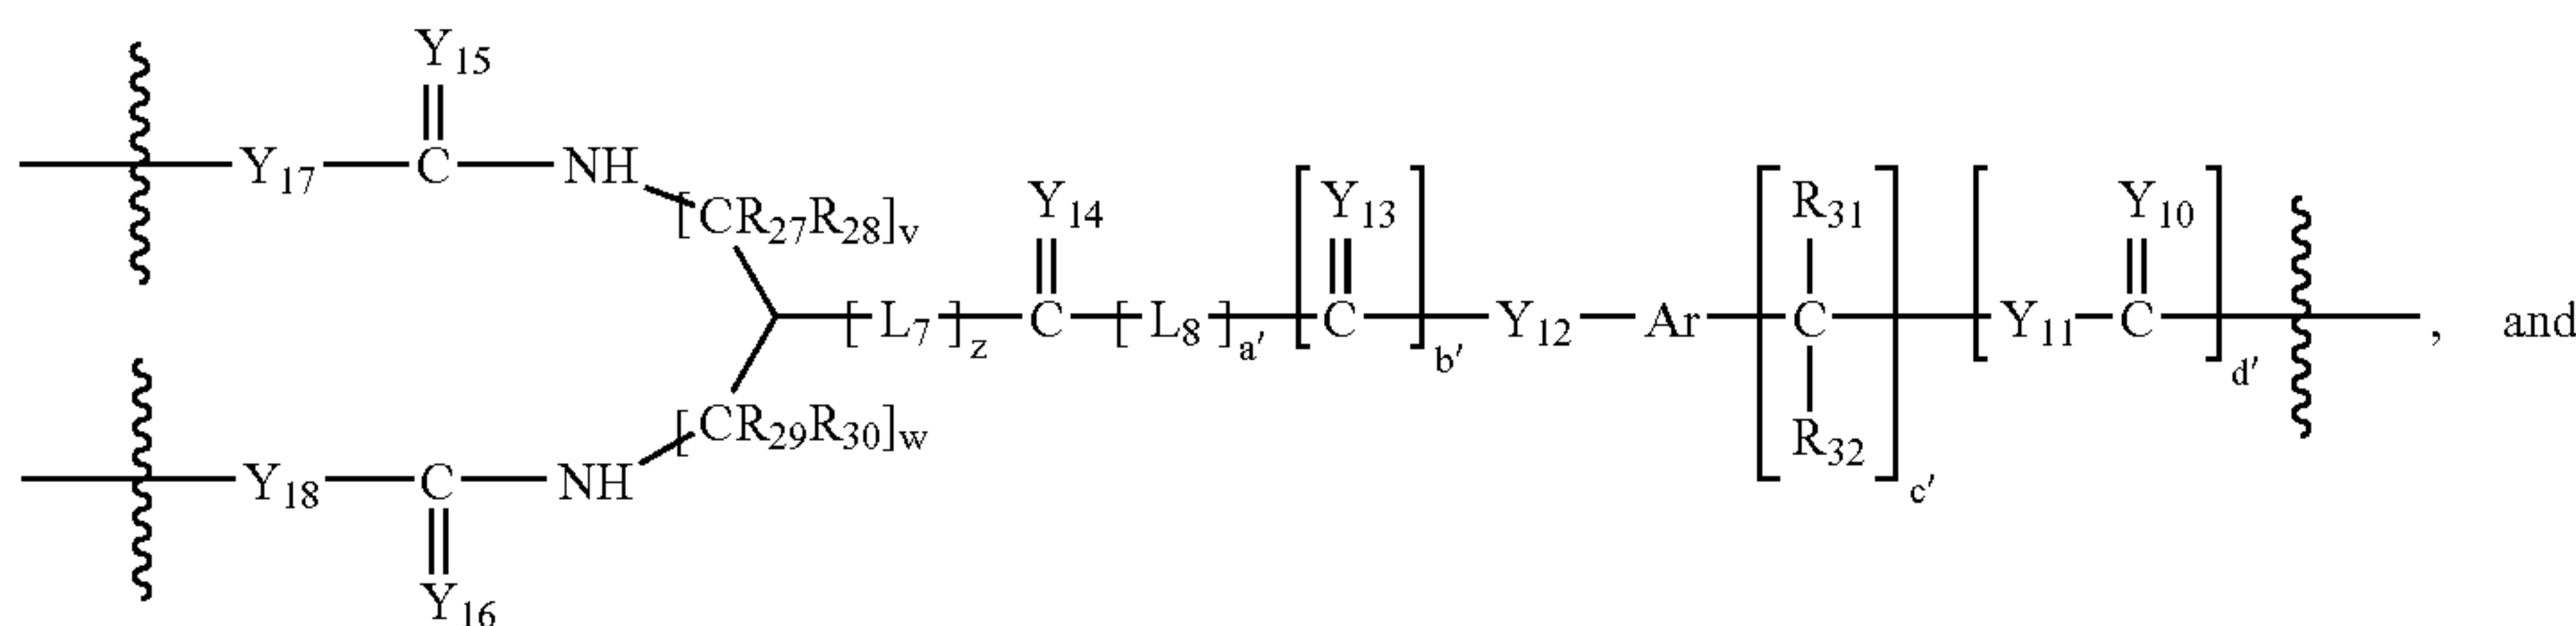 Y15
Y17 C NH
[CR27R28]v Y14 [Y13] [R31] [Y10]
[L7]z C [L8]a' [C]b' Y12 Ar [C]c' [Y11 C]d' , and
[CR29R30]w [R32]
Y18 C NH
Y16